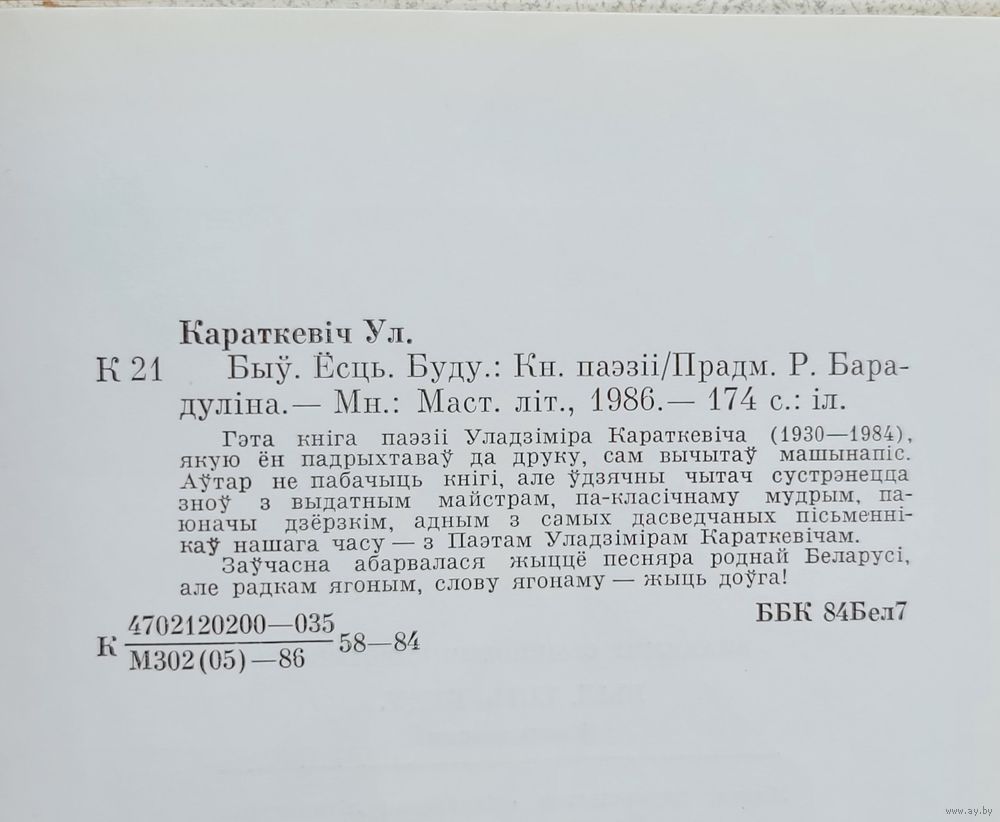 Караткевіч Ул.
К 21 Быў. Ёсць. Буду.: Кн. паэзіі/Прадм. Р. Бара-
дуліна.— Мн.: Маст. літ., 1986.— 174 с.: іл.
Гэта кніга паэзіі Уладзіміра Караткевіча (1930—1984),
якую ён падрыхтаваў да друку, сам вычытаў машынапіс.
Аўтар не пабачыць кнігі, але ўдзячны чытач сустрэнецца
зноў з выдатным майстрам, па-класічнаму мудрым, па-
юначы дзёрзкім, адным з самых дасведчаных пісьменні-
каў нашага часу — з Паэтам Уладзімірам Караткевічам.
Заўчасна абарвалася жыццё песняра роднай Беларусі,
але радкам ягоным, слову ягонаму — жыць доўга!
ББК 84Бел7
К 4702120200—035 58—84
М302(05)—86
www.ay.by